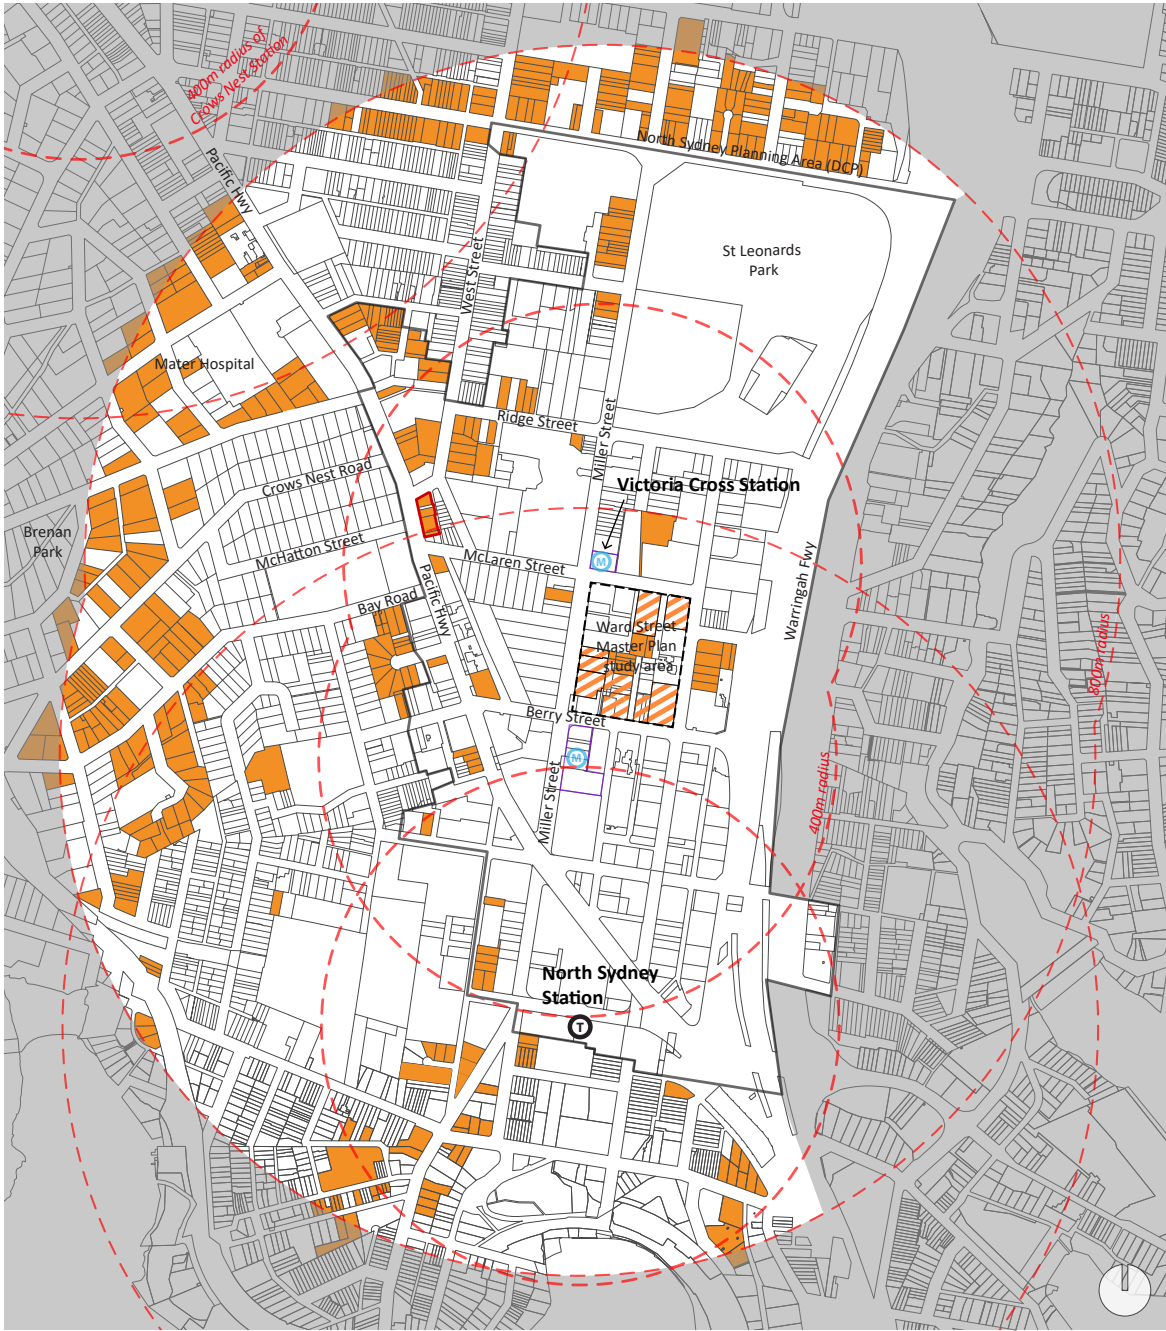 400m radius of
Crows Nest Station
Pacific Hwy
North Sydney Planning Area (DCP)
St Leonards
Park
West Street
Mater Hospital
Ridge Street
Miller Street
Crows Nest Road
Victoria Cross Station
Brenan
Park
McHatton Street
McLaren Street
M
Warringah Fwy
Pacific Hwy
Bay Road
Ward Street
Master Plan
study area
800m radius
Berry Street
M
Miller Street
400m radius
North Sydney
Station
T